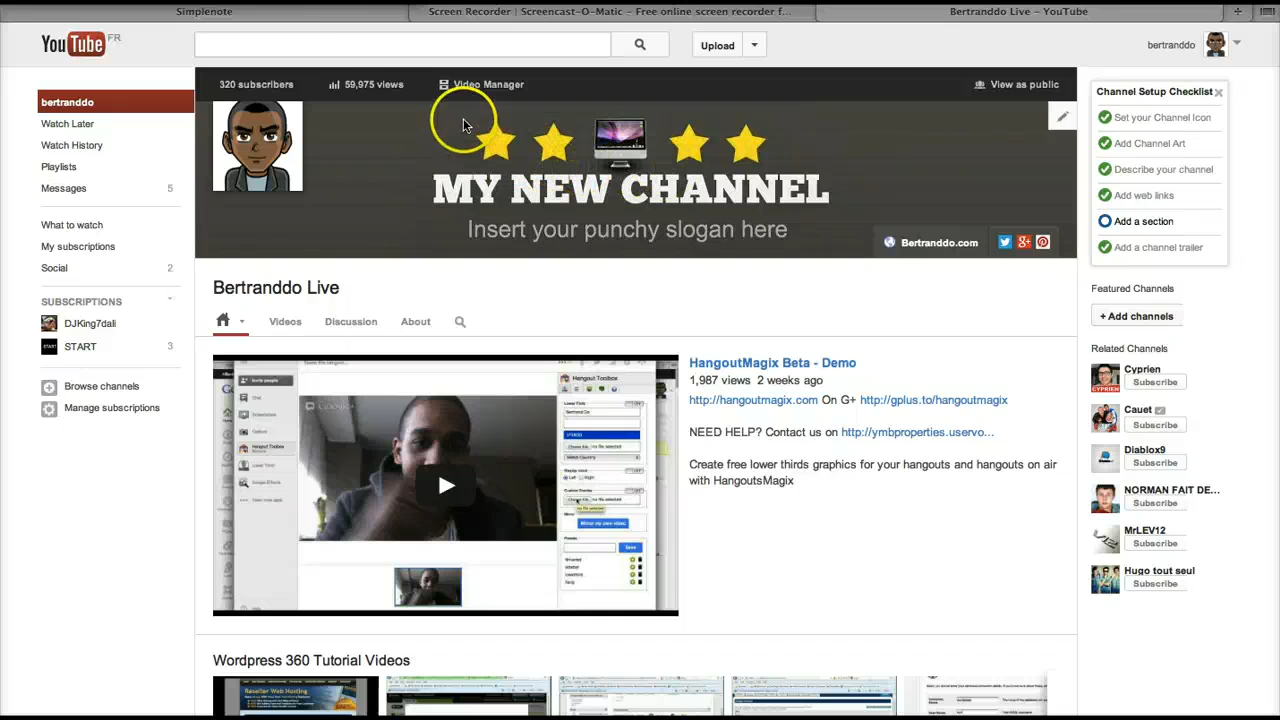 Simplenote
Screen Recorder | Screencast-O-Matic – Free online screen recorder f...
Bertranddo Live – YouTube
YouTube FR
Upload
bertranddo
320 subscribers
59,975 views
Video Manager
View as public
bertranddo
Watch Later
Watch History
Playlists
Messages 5
What to watch
My subscriptions
Social 2
SUBSCRIPTIONS
DJKing7dali
START 3
Browse channels
Manage subscriptions
MY NEW CHANNEL
Insert your punchy slogan here
Bertranddo.com
Bertranddo Live
Videos
Discussion
About
HangoutMagix Beta - Demo
1,987 views 2 weeks ago
http://hangoutmagix.com On G+ http://gplus.to/hangoutmagix
NEED HELP? Contact us on http://ymbproperties.uservo...
Create free lower thirds graphics for your hangouts and hangouts on air
with HangoutsMagix
Hangout Toolbox
Google+
Wordpress 360 Tutorial Videos
Reseller Web Hosting
Channel Setup Checklist
Set your Channel Icon
Add Channel Art
Describe your channel
Add web links
Add a section
Add a channel trailer
Featured Channels
+ Add channels
Related Channels
Cyprien
Subscribe
CYPRIEN
Cauet
Subscribe
Diablox9
Subscribe
NORMAN FAIT DE...
Subscribe
MrLEV12
Subscribe
Hugo tout seul
Subscribe